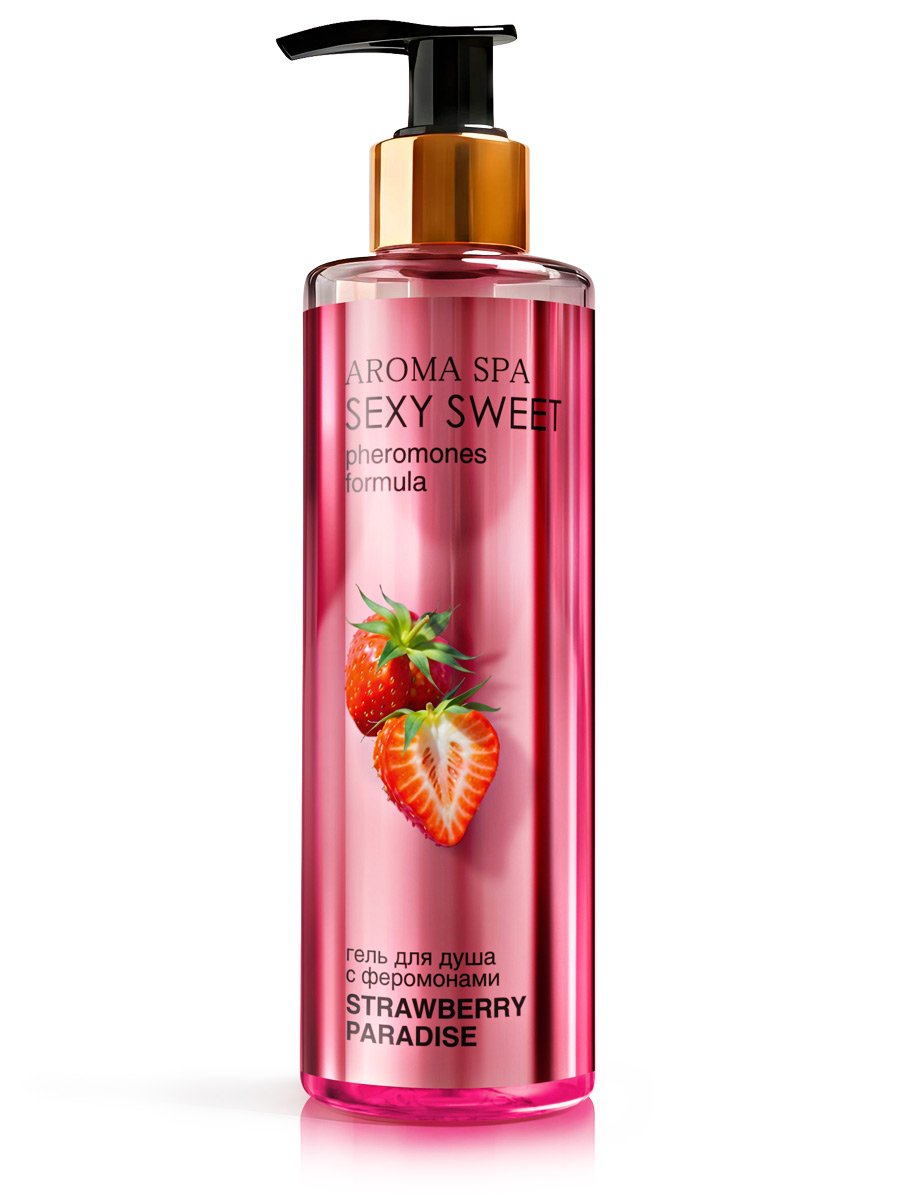 AROMA SPA
SEXY SWEET
pheromones
formula
гель для душа
с феромонами
STRAWBERRY
PARADISE